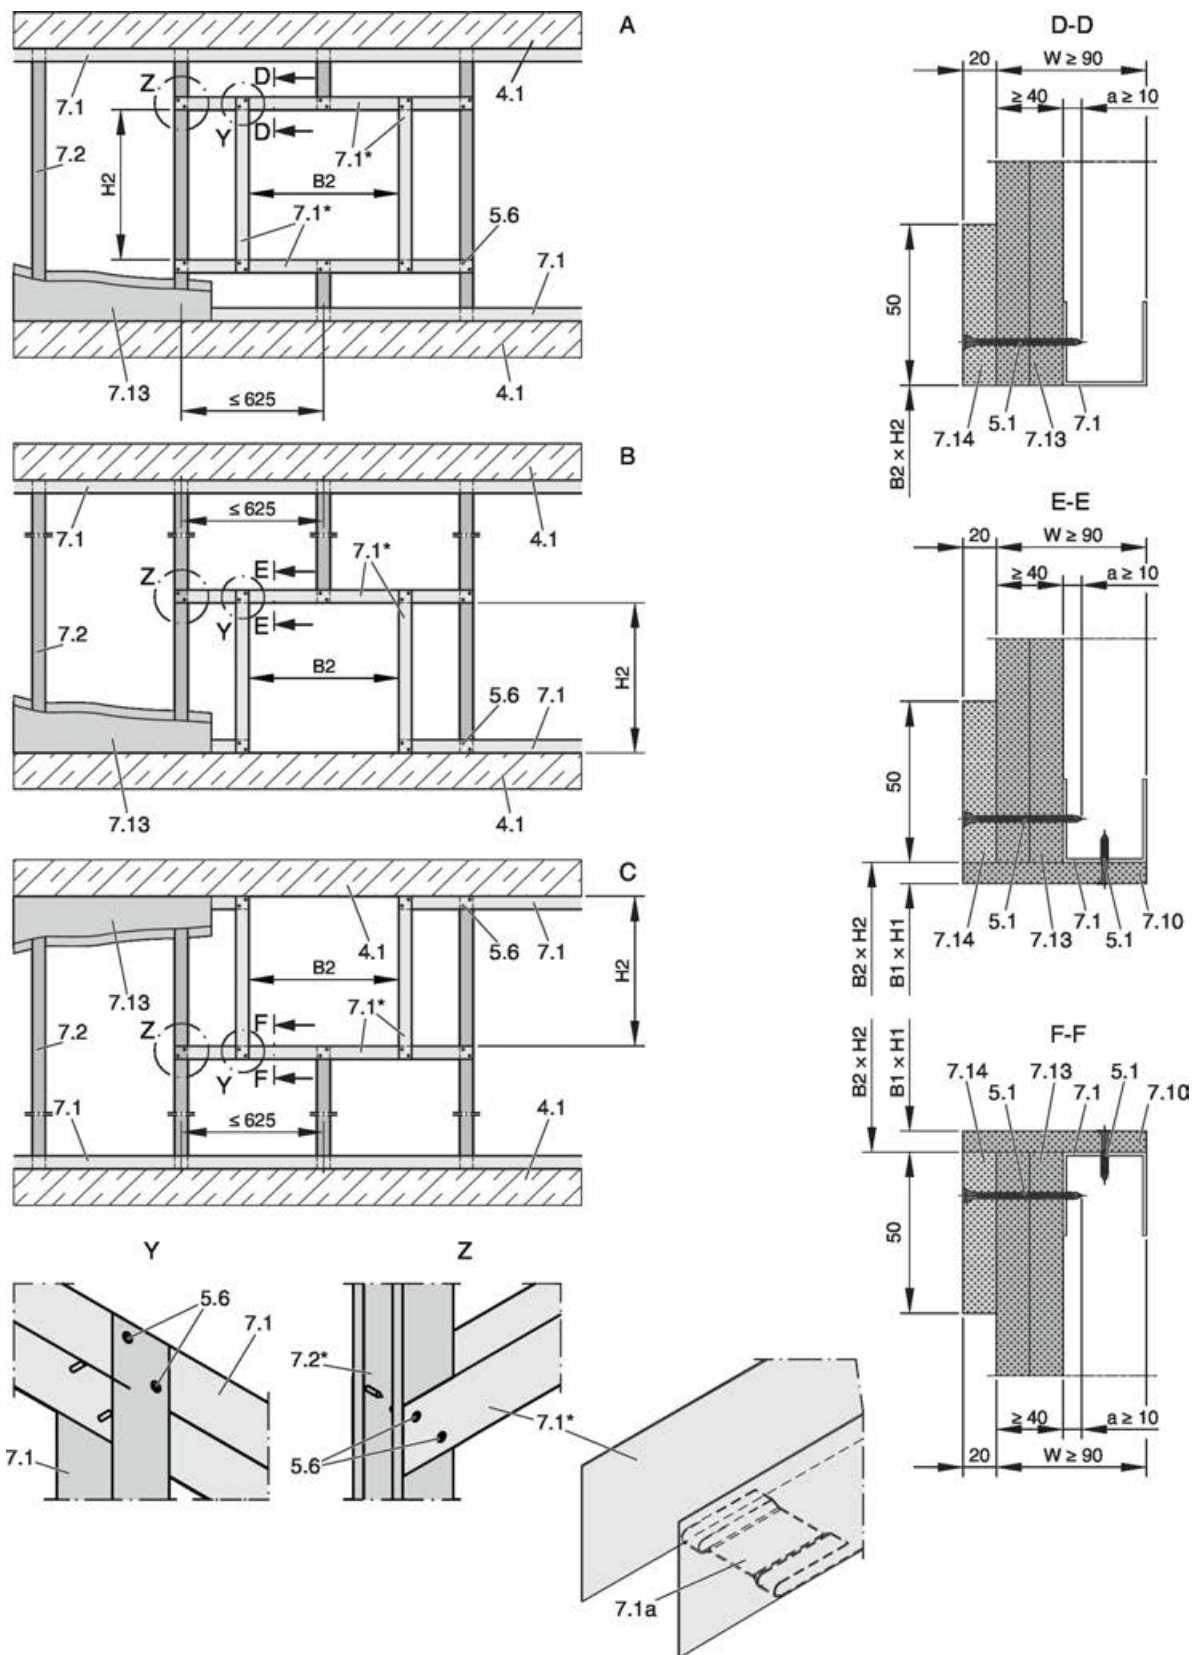 A
4.1
7.1
Z
D
7.2
Y
D
7.1*
H2
B2
7.1*
5.6
7.1
7.13
4.1
≤ 625
B
≤ 625
7.1
4.1
7.1*
Z
E
7.2
Y
E
B2
H2
5.6
7.1
7.13
4.1
C
4.1
5.6
7.1
7.13
B2
H2
7.1*
Z
F
7.2
Y
F
7.1
≤ 625
4.1
Y
5.6
7.1
7.1
Z
7.2*
7.1*
5.6
7.1a
D-D
20
W ≥ 90
≥ 40
a ≥ 10
50
7.14
5.1
7.13
7.1
B2 × H2
E-E
20
W ≥ 90
≥ 40
a ≥ 10
50
7.14
5.1
7.13
7.1
5.1
7.10
B2 × H2
B1 × H1
F-F
B2 × H2
B1 × H1
7.14
5.1
7.13
7.1
5.1
7.10
50
≥ 40
a ≥ 10
20
W ≥ 90